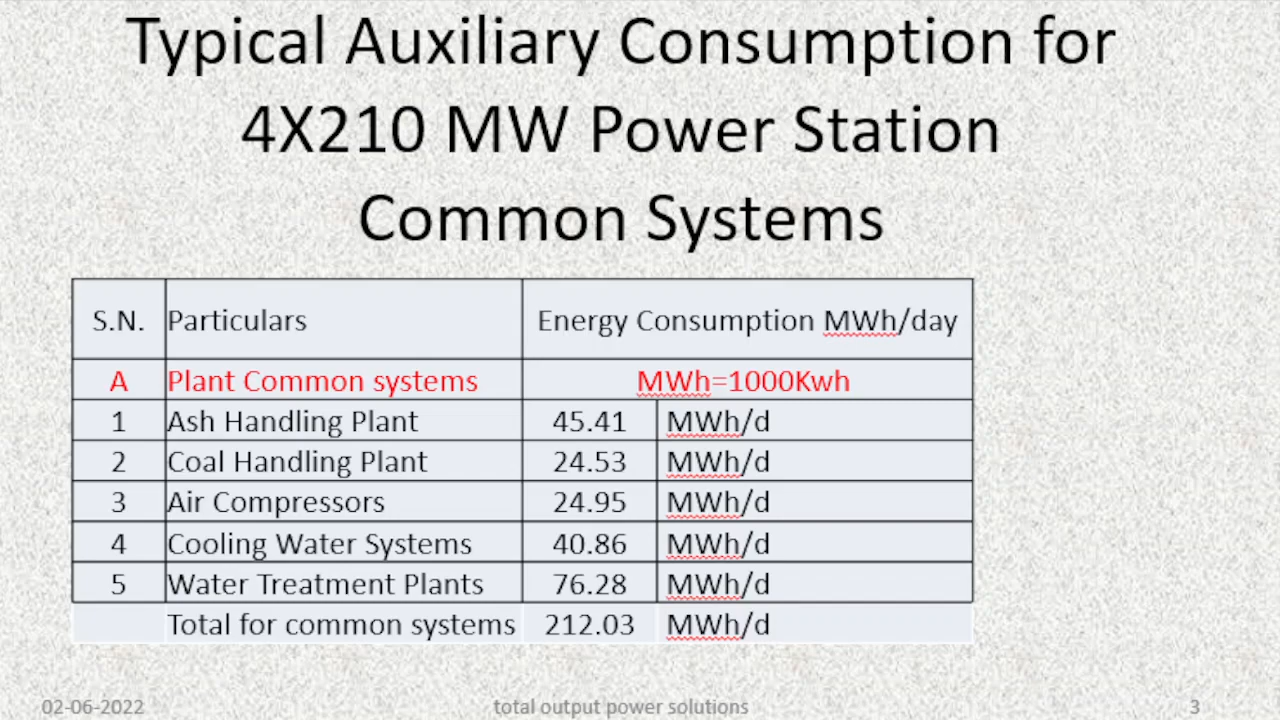 Typical Auxiliary Consumption for
4X210 MW Power Station
Common Systems
S.N. Particulars Energy Consumption MWh/day
A Plant Common systems MWh=1000Kwh
1 Ash Handling Plant 45.41 MWh/d
2 Coal Handling Plant 24.53 MWh/d
3 Air Compressors 24.95 MWh/d
4 Cooling Water Systems 40.86 MWh/d
5 Water Treatment Plants 76.28 MWh/d
Total for common systems 212.03 MWh/d
02-06-2022 total output power solutions 3